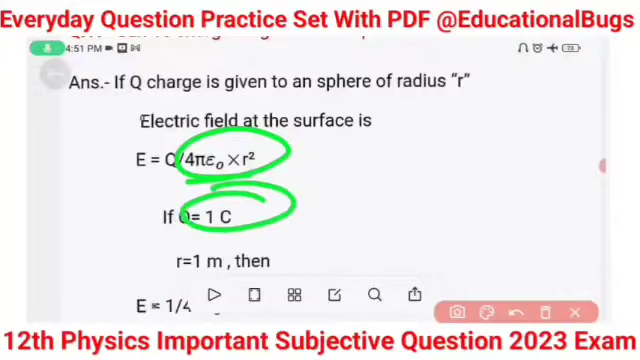 Everyday Question Practice Set With PDF @EducationalBugs
4:51 PM
73
Ans.- If Q charge is given to an sphere of radius “r”
Electric field at the surface is
E = Q/4πεₒ×r²
If Q= 1 C
r=1 m , then
E = 1/4
12th Physics Important Subjective Question 2023 Exam